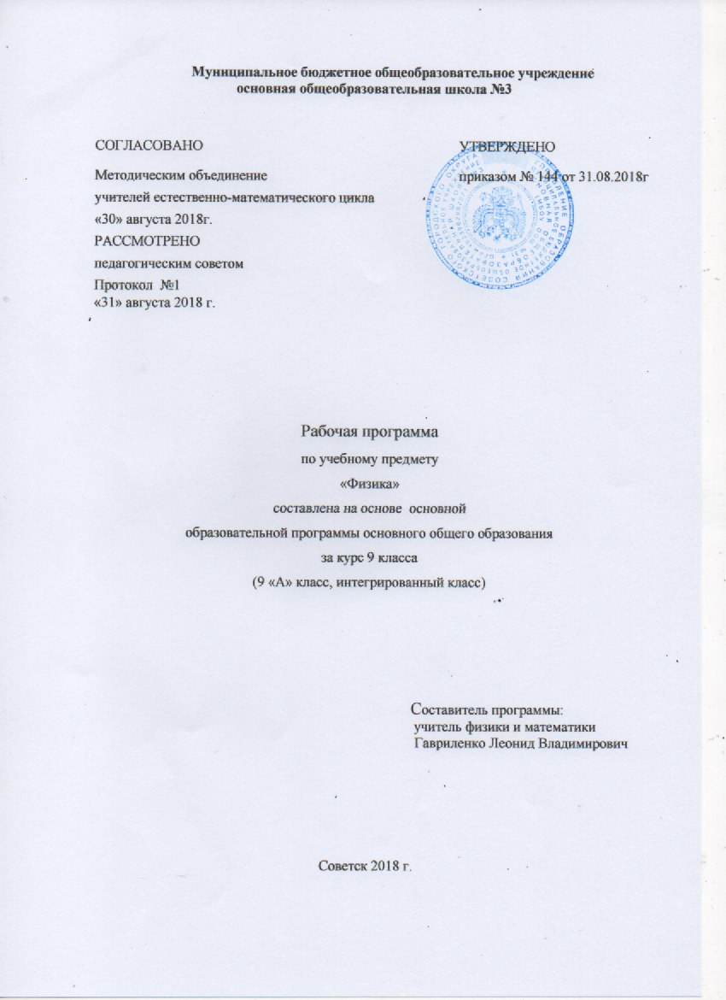 Муниципальное бюджетное общеобразовательное учреждение
основная общеобразовательная школа №3
СОГЛАСОВАНО
Методическим объединение
учителей естественно-математического цикла
«30» августа 2018г.
РАССМОТРЕНО
педагогическим советом
Протокол №1
«31» августа 2018 г.
УТВЕРЖДЕНО
приказом № 144 от 31.08.2018г
Рабочая программа
по учебному предмету
«Физика»
составлена на основе основной
образовательной программы основного общего образования
за курс 9 класса
(9 «А» класс, интегрированный класс)
Составитель программы:
учитель физики и математики
Гавриленко Леонид Владимирович
Советск 2018 г.